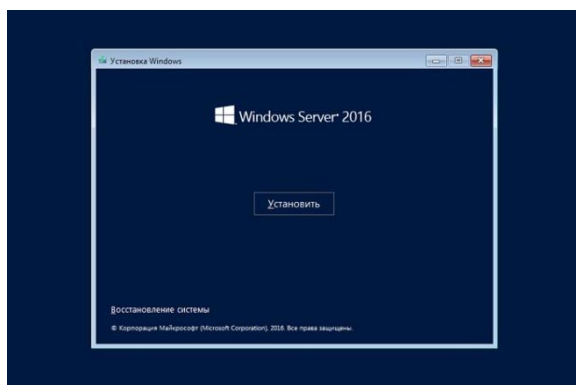 Установка Windows
Windows Server 2016
Установить
Восстановление системы
© Корпорация Майкрософт (Microsoft Corporation), 2016. Все права защищены.